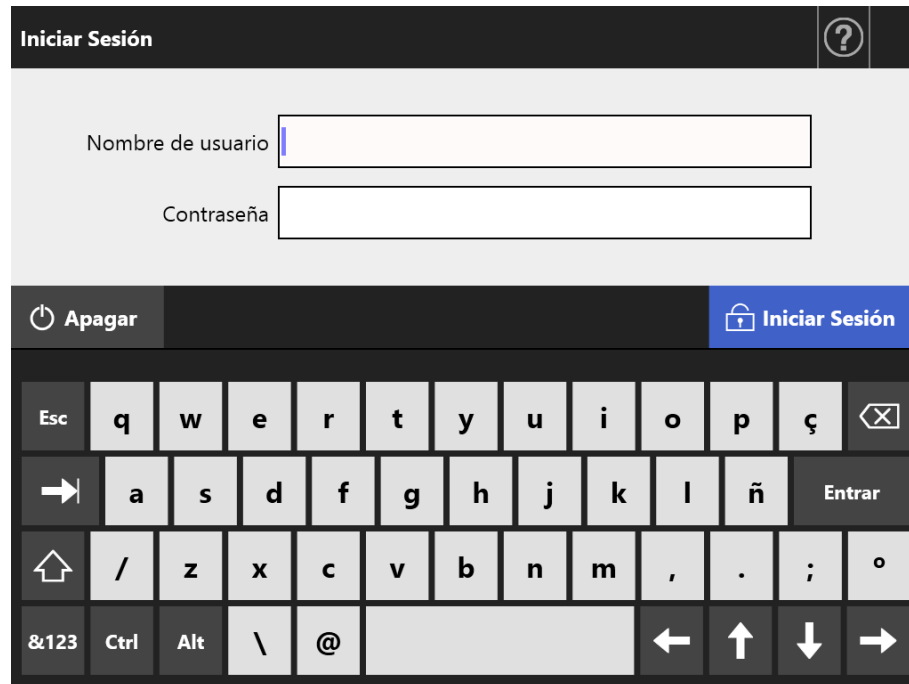 Iniciar Sesión ?
Nombre de usuario
Contraseña
Apagar Iniciar Sesión
Esc q w e r t y u i o p ç
a s d f g h j k l ñ Entrar
/ z x c v b n m , . ; º
&123 Ctrl Alt \ @